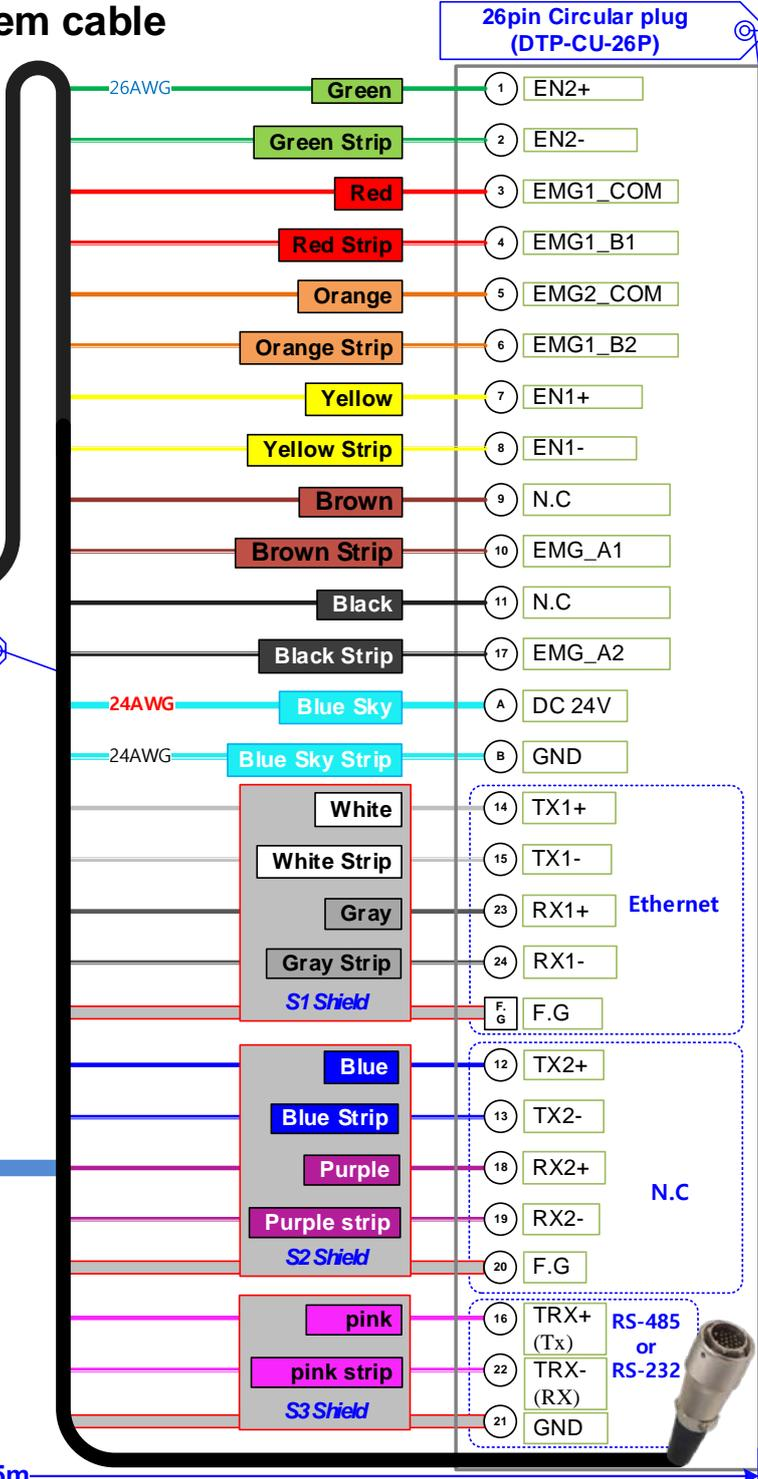 em cable
26pin Circular plug
(DTP-CU-26P)
26AWG Green 1 EN2+
Green Strip 2 EN2-
Red 3 EMG1_COM
Red Strip 4 EMG1_B1
Orange 5 EMG2_COM
Orange Strip 6 EMG1_B2
Yellow 7 EN1+
Yellow Strip 8 EN1-
Brown 9 N.C
Brown Strip 10 EMG_A1
Black 11 N.C
Black Strip 17 EMG_A2
24AWG Blue Sky A DC 24V
24AWG Blue Sky Strip B GND
White 14 TX1+
White Strip 15 TX1-
Gray 23 RX1+ Ethernet
Gray Strip 24 RX1-
S1 Shield F.G F.G
Blue 12 TX2+
Blue Strip 13 TX2-
Purple 18 RX2+
N.C
Purple strip 19 RX2-
S2 Shield 20 F.G
pink 16 TRX+ RS-485
(Tx) or
pink strip 22 TRX- RS-232
(RX)
S3 Shield 21 GND
5m